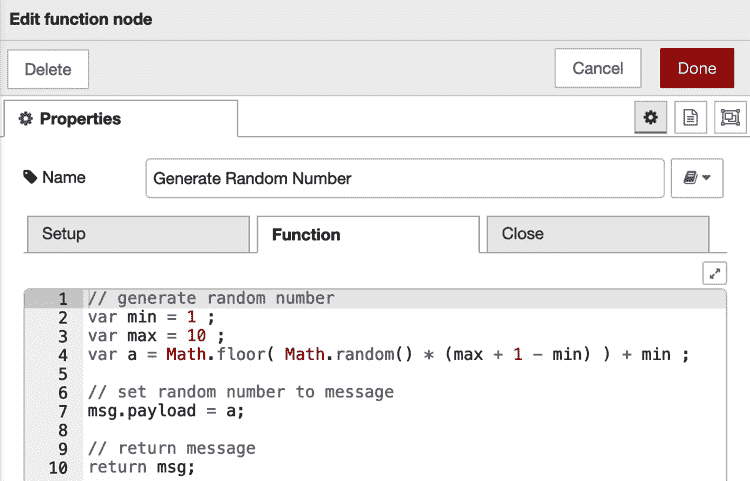 Edit function node
Delete Cancel Done
Properties
Name Generate Random Number
Setup Function Close
1 // generate random number
2 var min = 1 ;
3 var max = 10 ;
4 var a = Math.floor( Math.random() * (max + 1 - min) ) + min ;
5
6 // set random number to message
7 msg.payload = a;
8
9 // return message
10 return msg;